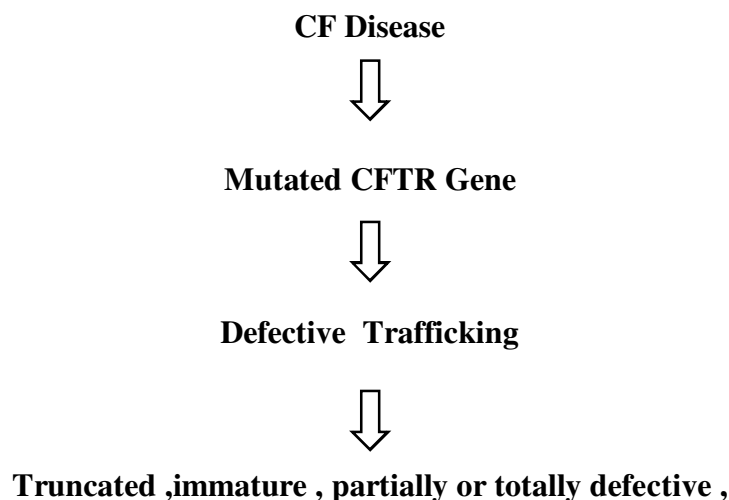 CF Disease
Mutated CFTR Gene
Defective  Trafficking
Truncated ,immature , partially or totally defective ,